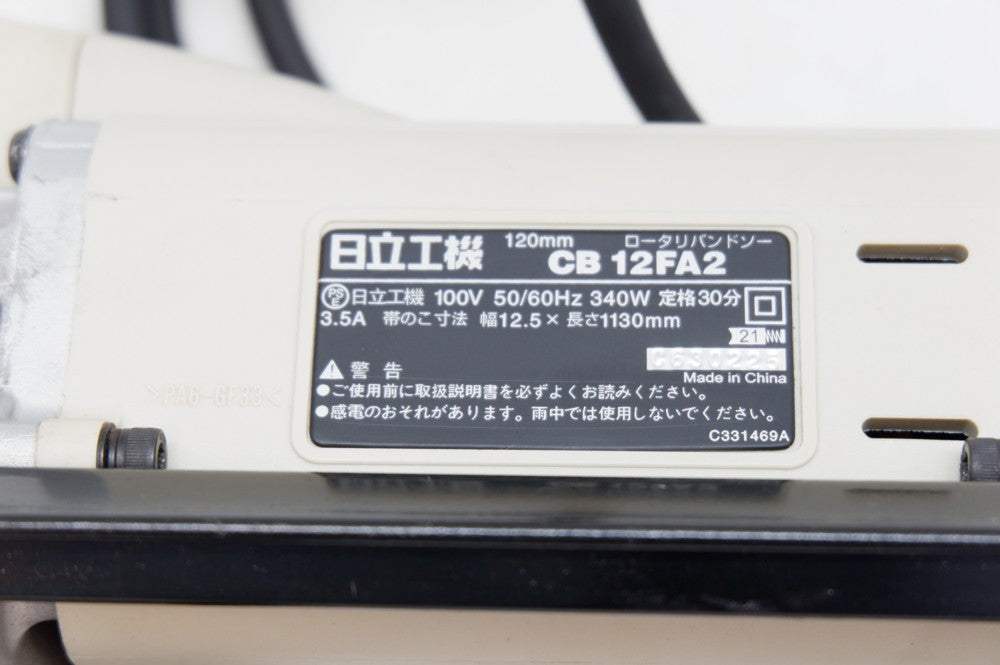 日立工機 120mm ロータリバンドソー
CB 12FA2
PS E 日立工機 100V 50/60Hz 340W 定格30分
3.5A 帯のこ寸法 幅12.5×長さ1130mm
21
C630225
Made in China
警告
●ご使用前に取扱説明書を必ずよくお読みください。
●感電のおそれがあります。雨中では使用しないでください。
C331469A
>PA6-GF33<